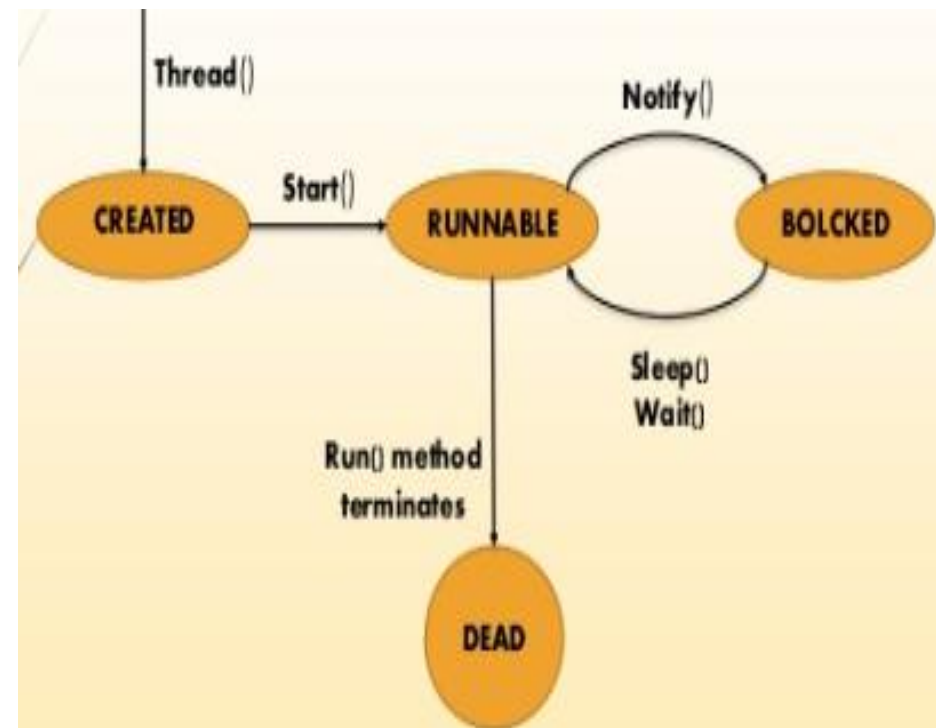 Thread()
Notify()
Start()
CREATED
RUNNABLE
BOLCKED
Sleep()
Wait()
Run() method
terminates
DEAD